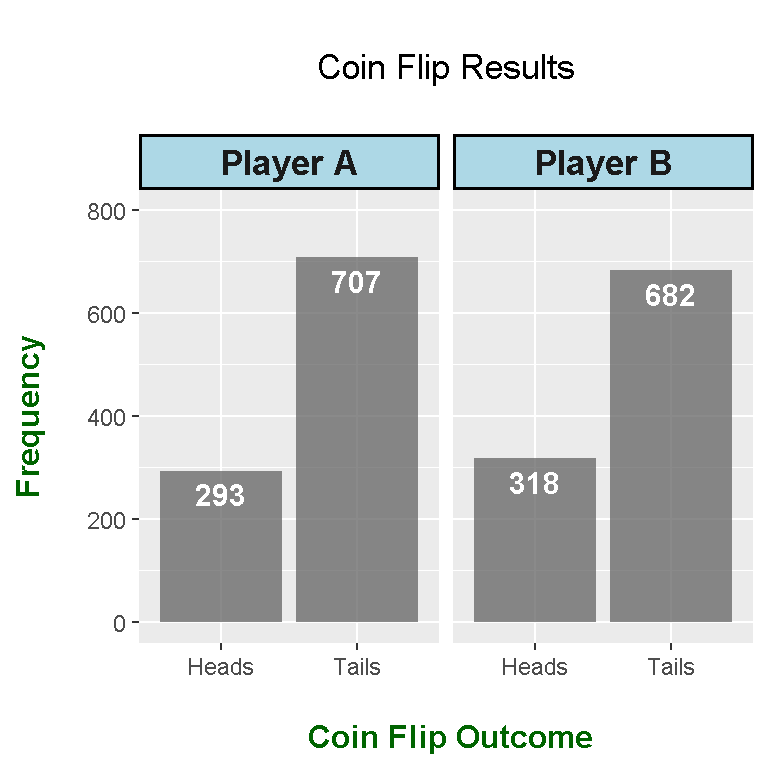 Coin Flip Results
Player A
Player B
Frequency
800
600
400
200
0
707
293
682
318
Heads
Tails
Heads
Tails
Coin Flip Outcome